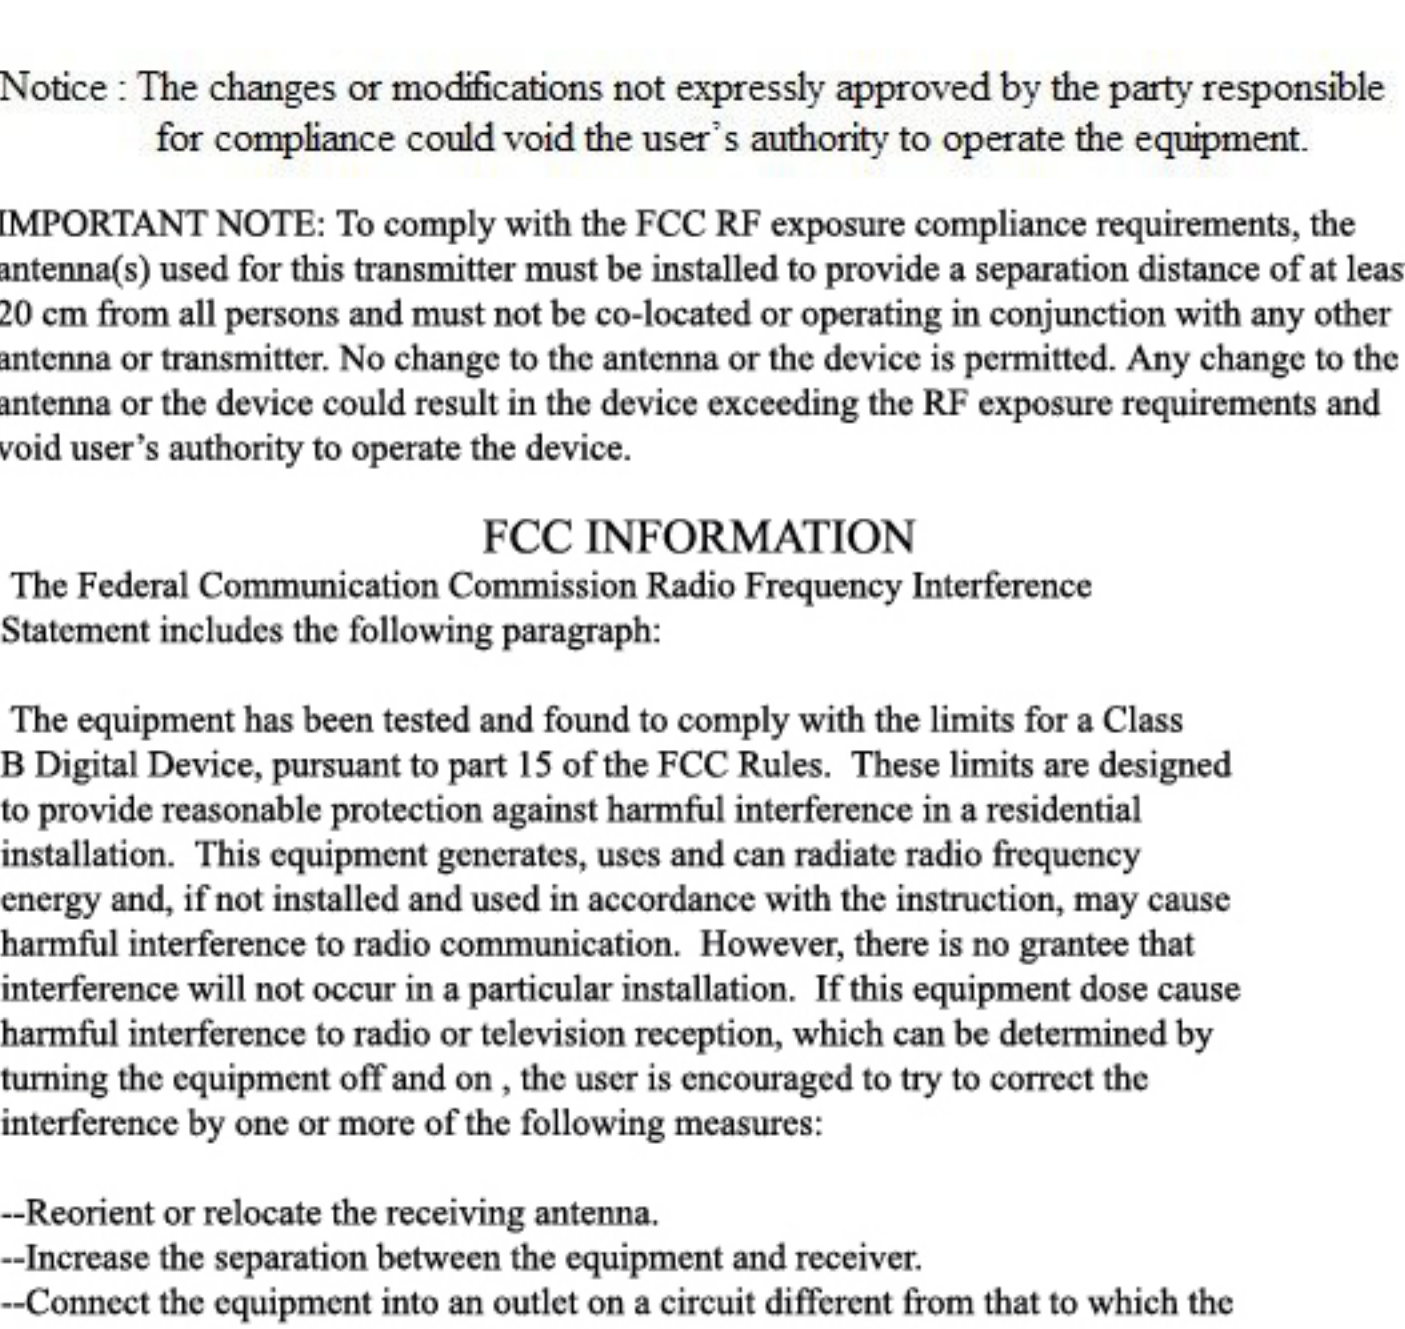 Notice : The changes or modifications not expressly approved by the party responsible
for compliance could void the user's authority to operate the equipment.
IMPORTANT NOTE: To comply with the FCC RF exposure compliance requirements, the
antenna(s) used for this transmitter must be installed to provide a separation distance of at leas
20 cm from all persons and must not be co-located or operating in conjunction with any other
antenna or transmitter. No change to the antenna or the device is permitted. Any change to the
antenna or the device could result in the device exceeding the RF exposure requirements and
void user's authority to operate the device.
FCC INFORMATION
The Federal Communication Commission Radio Frequency Interference
Statement includes the following paragraph:
The equipment has been tested and found to comply with the limits for a Class
B Digital Device, pursuant to part 15 of the FCC Rules.  These limits are designed
to provide reasonable protection against harmful interference in a residential
installation.  This equipment generates, uses and can radiate radio frequency
energy and, if not installed and used in accordance with the instruction, may cause
harmful interference to radio communication.  However, there is no grantee that
interference will not occur in a particular installation.  If this equipment dose cause
harmful interference to radio or television reception, which can be determined by
turning the equipment off and on , the user is encouraged to try to correct the
interference by one or more of the following measures:
--Reorient or relocate the receiving antenna.
--Increase the separation between the equipment and receiver.
--Connect the equipment into an outlet on a circuit different from that to which the